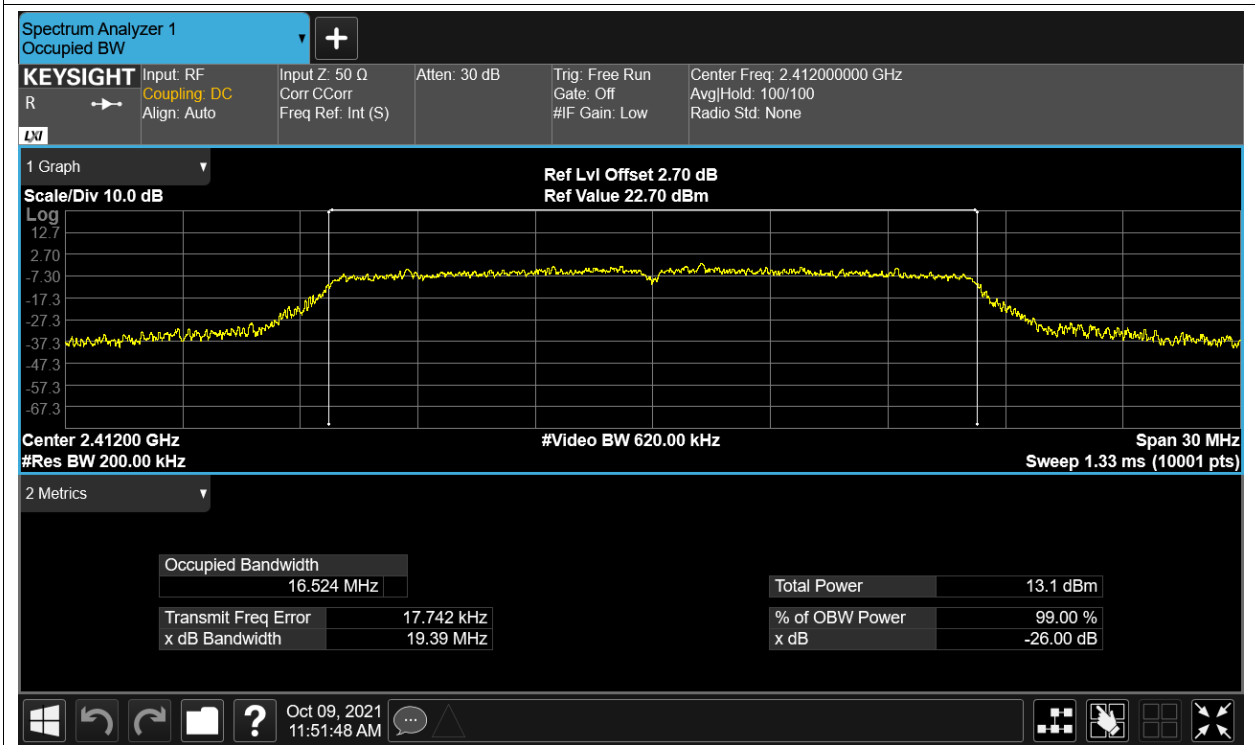 Spectrum Analyzer 1
Occupied BW
KEYSIGHT
R
LXI
Input: RF
Coupling: DC
Align: Auto
Input Z: 50 Ω
Corr CCorr
Freq Ref: Int (S)
Atten: 30 dB
Trig: Free Run
Gate: Off
#IF Gain: Low
Center Freq: 2.412000000 GHz
Avg|Hold: 100/100
Radio Std: None
1 Graph
Scale/Div 10.0 dB
Ref Lvl Offset 2.70 dB
Ref Value 22.70 dBm
Log
12.7
2.70
-7.30
-17.3
-27.3
-37.3
-47.3
-57.3
-67.3
Center 2.41200 GHz
#Video BW 620.00 kHz
Span 30 MHz
#Res BW 200.00 kHz
Sweep 1.33 ms (10001 pts)
2 Metrics
Occupied Bandwidth
16.524 MHz
Total Power 13.1 dBm
Transmit Freq Error 17.742 kHz
% of OBW Power 99.00 %
x dB Bandwidth 19.39 MHz
x dB -26.00 dB
?
Oct 09, 2021
11:51:48 AM